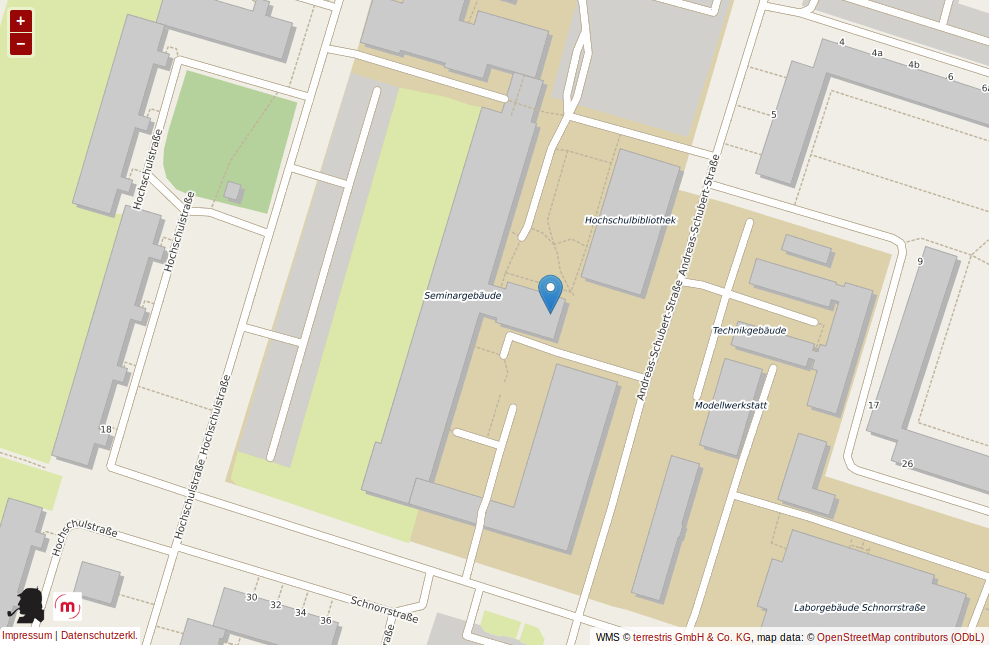 +
−
4
4a
4b
6
6a
5
Hochschulstraße
Hochschulstraße
Andreas-Schubert-Straße
Hochschulbibliothek
9
Seminargebäude
Andreas-Schubert-Straße
Technikgebäude
Modellwerkstatt
17
Hochschulstraße
18
26
Hochschulstraße
Hochschulstraße
30
32
34
36
Schnorrstraße
m
Laborgebäude Schnorrstraße
Impressum | Datenschutzerkl.
WMS © terrestris GmbH & Co. KG, map data: © OpenStreetMap contributors (ODbL)